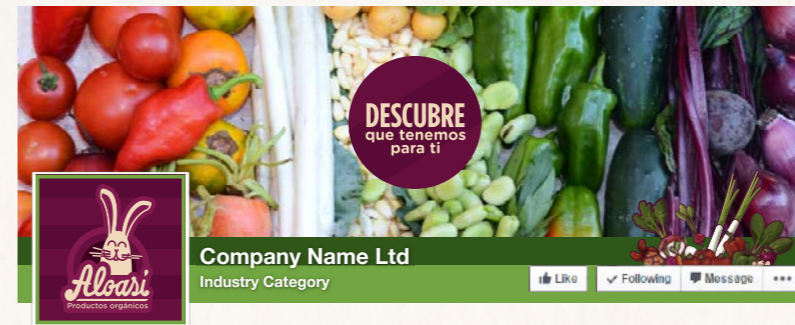 DESCUBRE
que tenemos
para ti
Aloasi
Productos orgánicos
Company Name Ltd
Industry Category
Like
Following
Message